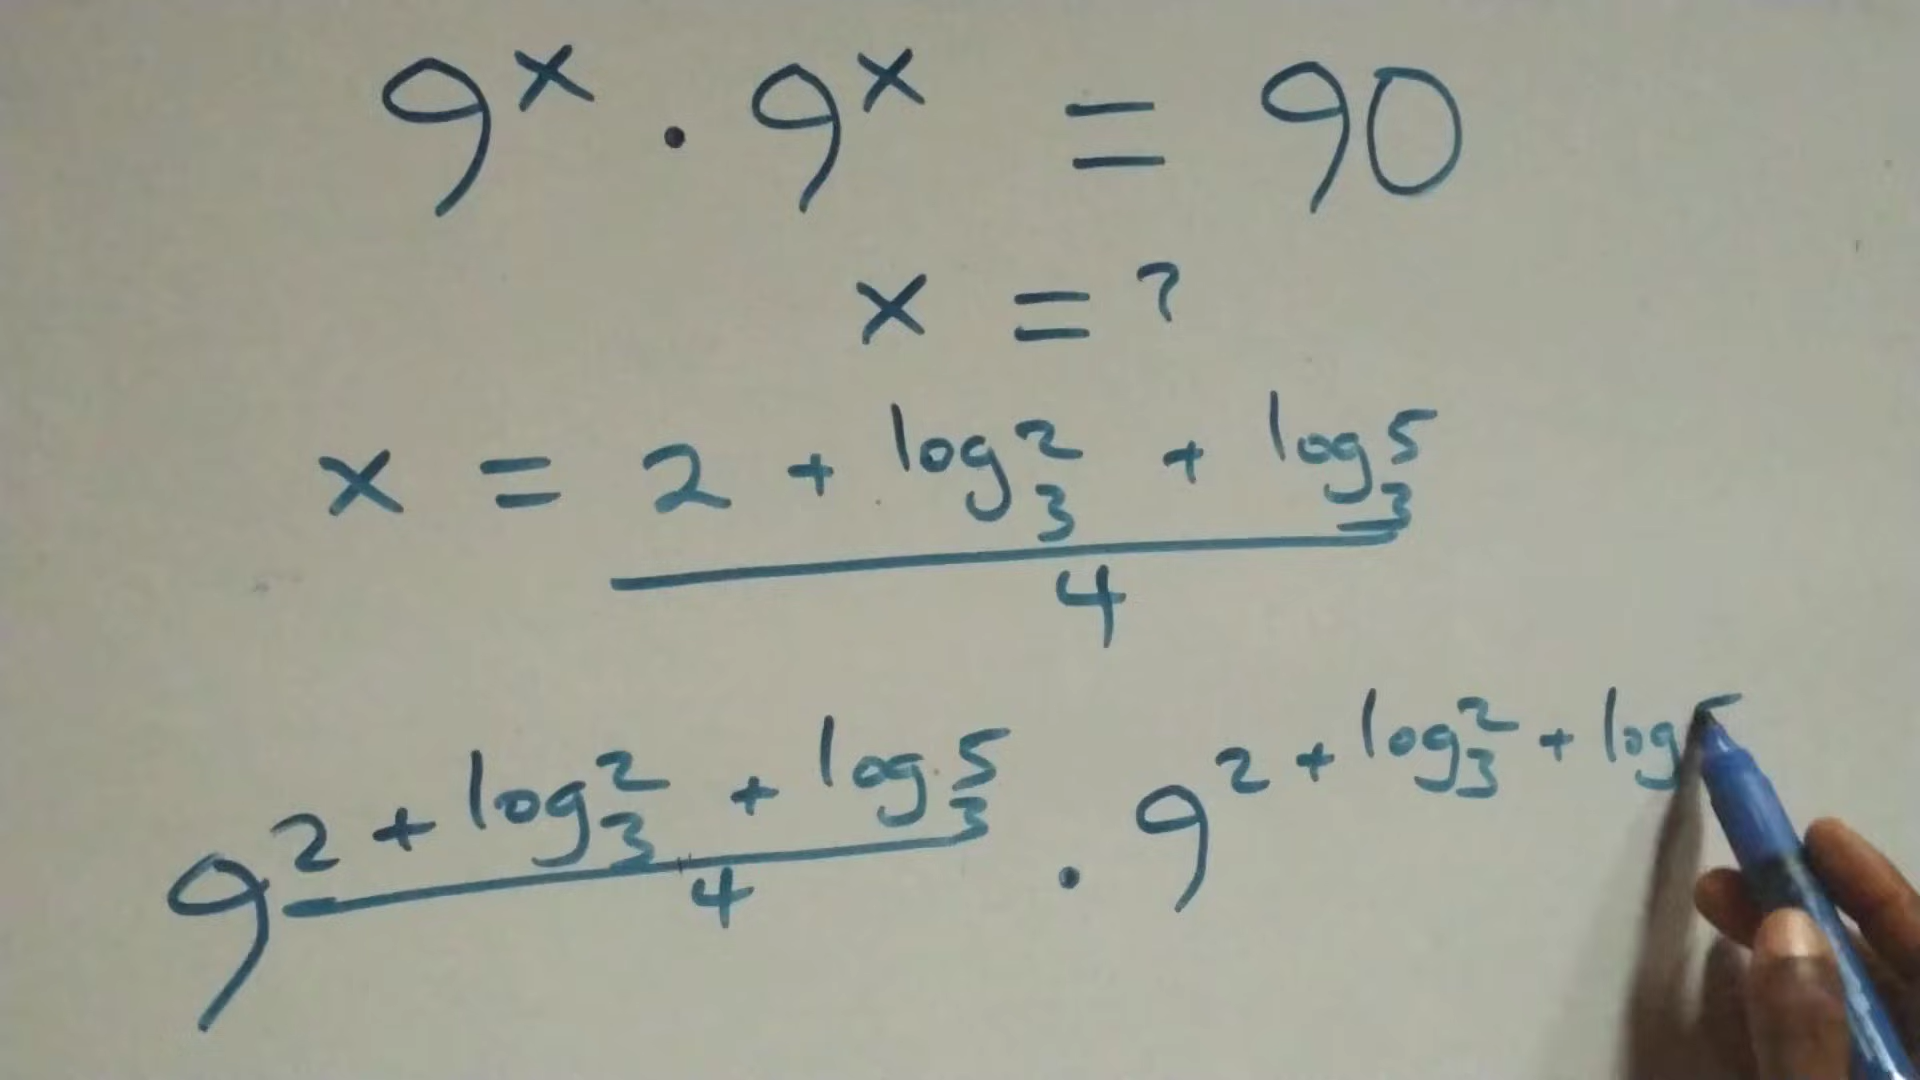 9^x · 9^x = 90
x = ?
x = (2 + log_3 2 + log_3 5) / 4
9^((2 + log_3 2 + log_3 5) / 4) · 9^(2 + log_3 2 + log 5